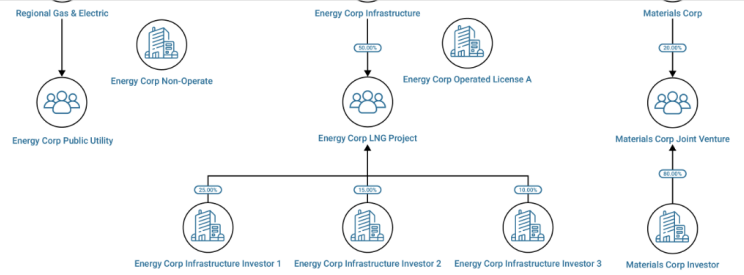 Regional Gas & Electric
Energy Corp Infrastructure
Materials Corp
50.00%
20.00%
Energy Corp Non-Operate
Energy Corp Operated License A
Energy Corp Public Utility
Energy Corp LNG Project
Materials Corp Joint Venture
80.00%
25.00%
15.00%
10.00%
Energy Corp Infrastructure Investor 1
Energy Corp Infrastructure Investor 2
Energy Corp Infrastructure Investor 3
Materials Corp Investor